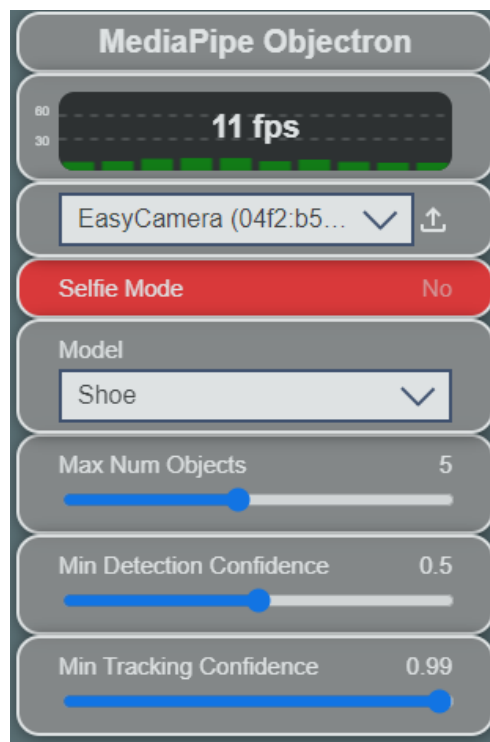 MediaPipe Objectron
60
11 fps
30
EasyCamera (04f2:b5...
Selfie Mode No
Model
Shoe
Max Num Objects 5
Min Detection Confidence 0.5
Min Tracking Confidence 0.99